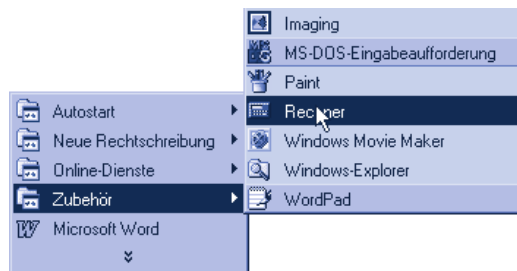 Imaging
MS-DOS-Eingabeaufforderung
Paint
Rechner
Windows Movie Maker
Windows-Explorer
WordPad
Autostart
Neue Rechtschreibung
Online-Dienste
Zubehör
Microsoft Word